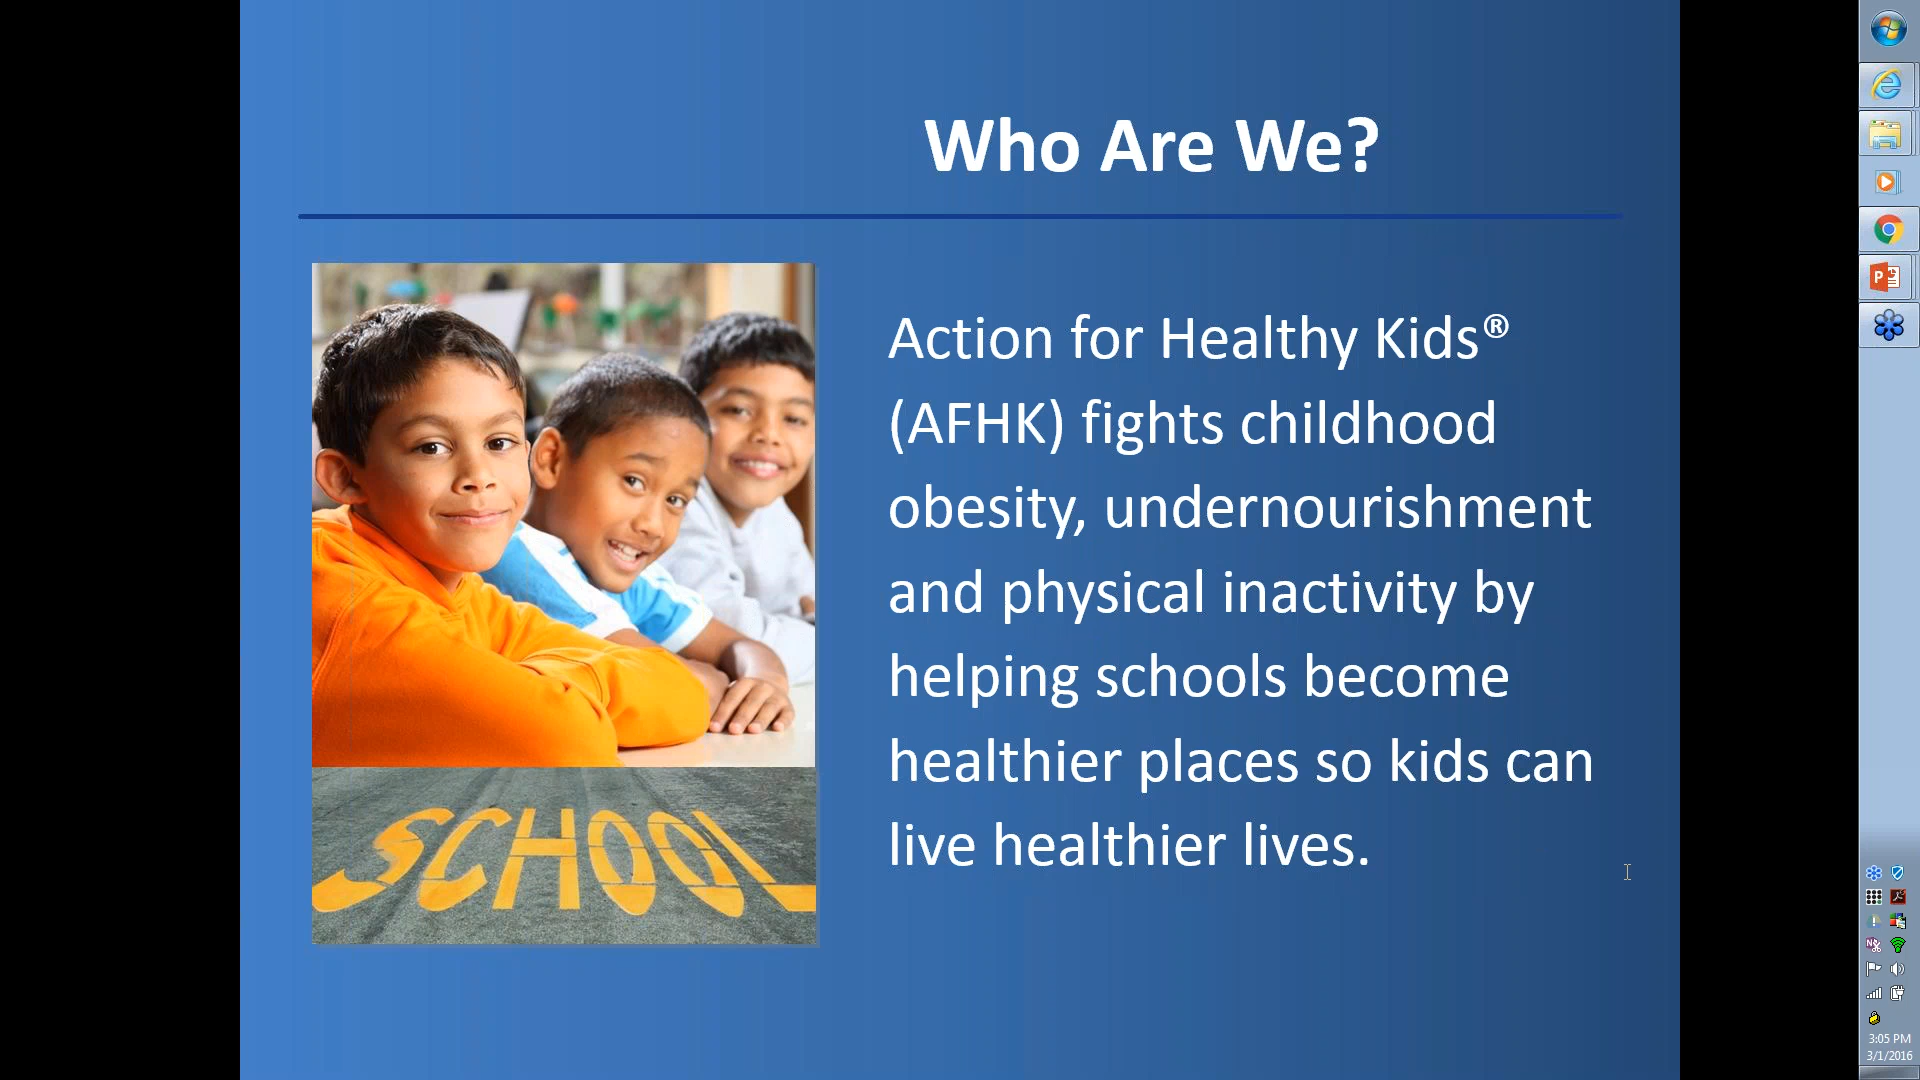 Who Are We?
Action for Healthy Kids®
(AFHK) fights childhood
obesity, undernourishment
and physical inactivity by
helping schools become
healthier places so kids can
live healthier lives.
SCHOOL
3:05 PM
3/1/2016